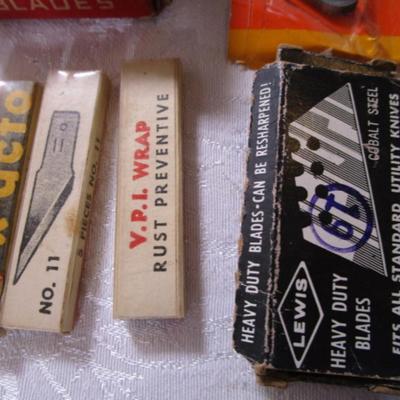 BLADES
x-acto
NO. 11
5 PIECES NO. 11
V.P.I. WRAP
RUST PREVENTIVE
HEAVY DUTY BLADES-CAN BE RESHARPENED!
LEWIS
HEAVY DUTY
BLADES
COBALT STEEL
FITS ALL STANDARD UTILITY KNIVES